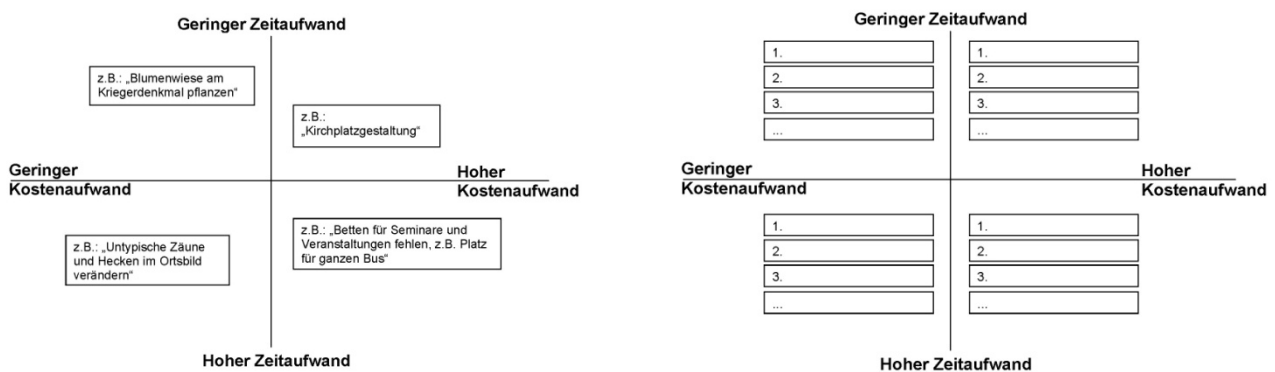 Geringer Zeitaufwand
z.B.: „Blumenwiese am
Kriegerdenkmal pflanzen“
z.B.:
„Kirchplatzgestaltung“
Geringer
Kostenaufwand
Hoher
Kostenaufwand
z.B.: „Untypische Zäune
und Hecken im Ortsbild
verändern“
z.B.: „Betten für Seminare und
Veranstaltungen fehlen, z.B. Platz
für ganzen Bus“
Hoher Zeitaufwand
Geringer Zeitaufwand
1.
2.
3.
...
1.
2.
3.
...
Geringer
Kostenaufwand
Hoher
Kostenaufwand
1.
2.
3.
...
1.
2.
3.
...
Hoher Zeitaufwand